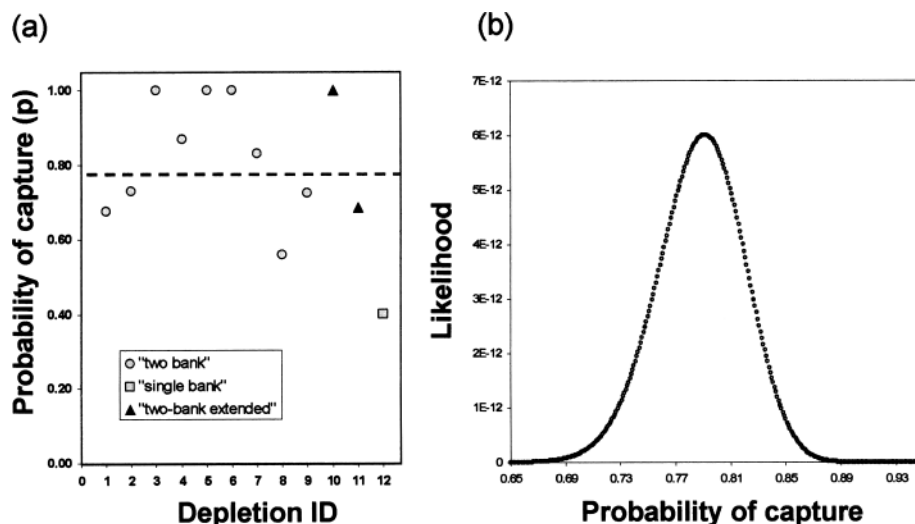 (a)
Probability of capture (p)
1.00
0.80
0.60
0.40
0.20
0.00
"two bank"
"single bank"
"two-bank extended"
0 1 2 3 4 5 6 7 8 9 10 11 12
Depletion ID
(b)
Likelihood
7E-12
6E-12
5E-12
4E-12
3E-12
2E-12
1E-12
0
0.65 0.69 0.73 0.77 0.81 0.85 0.89 0.93
Probability of capture